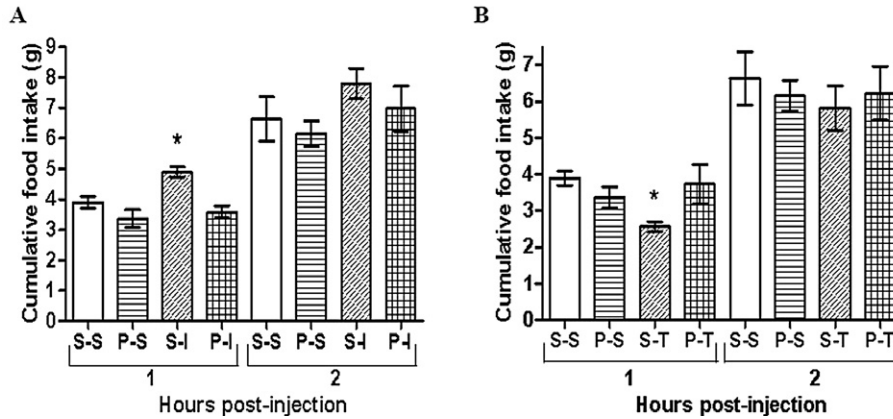 A
Cumulative food intake (g)
9
8
7
6
5
4
3
2
1
0
*
S-S P-S S-I P-I S-S P-S S-I P-I
1 2
Hours post-injection
B
Cumulative food intake (g)
7
6
5
4
3
2
1
0
*
S-S P-S S-T P-T S-S P-S S-T P-T
1 2
Hours post-injection